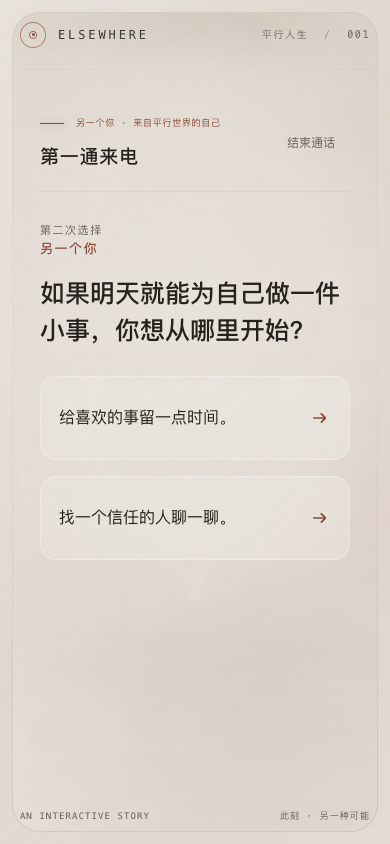 ELSEWHERE
平行人生 / 001
另一个你 · 来自平行世界的自己
第一通来电
结束通话
第二次选择
另一个你
如果明天就能为自己做一件
小事，你想从哪里开始?
给喜欢的事留一点时间。 →
找一个信任的人聊一聊。 →
AN INTERACTIVE STORY
此刻 · 另一种可能